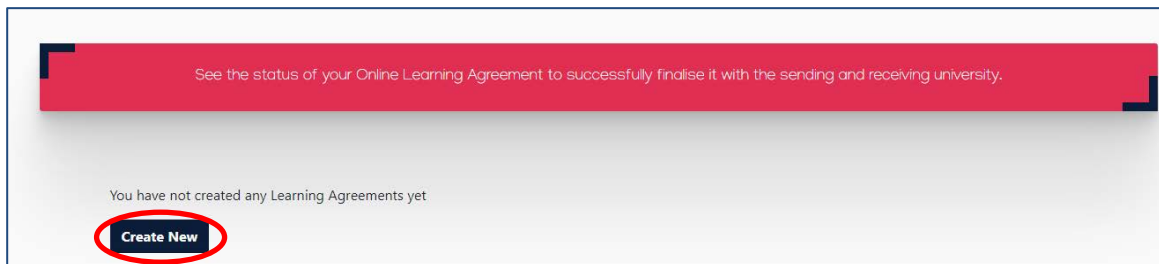 See the status of your Online Learning Agreement to successfully finalise it with the sending and receiving university.
You have not created any Learning Agreements yet
Create New